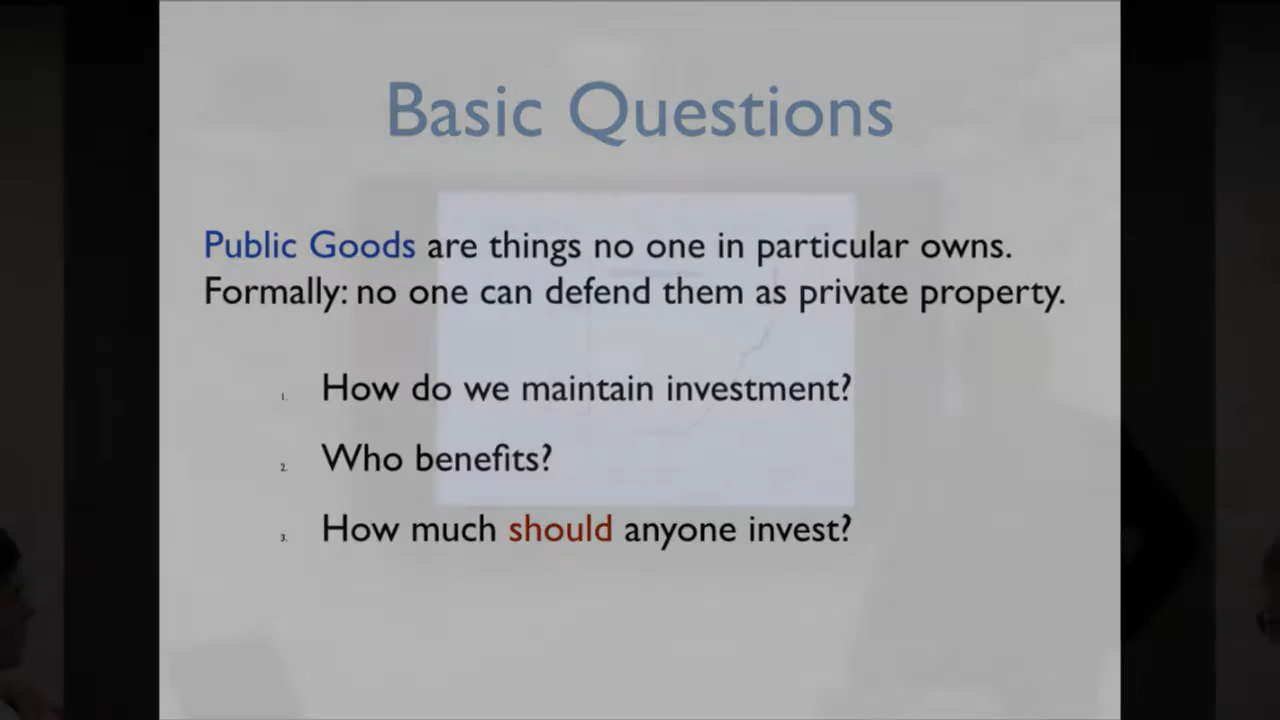 Basic Questions
Public Goods are things no one in particular owns.
Formally: no one can defend them as private property.
1. How do we maintain investment?
2. Who benefits?
3. How much should anyone invest?